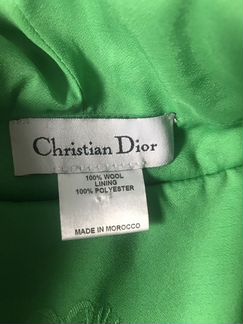 Christian Dior
100% WOOL
LINING
100% POLYESTER
MADE IN MOROCCO